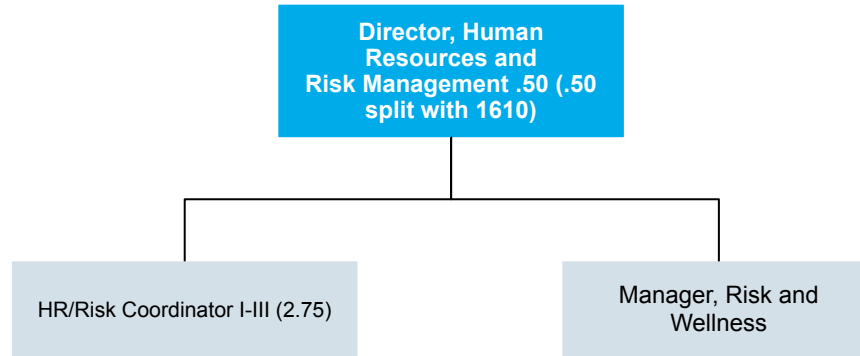 Director, Human
Resources and
Risk Management .50 (.50
split with 1610)
HR/Risk Coordinator I-III (2.75)
Manager, Risk and
Wellness